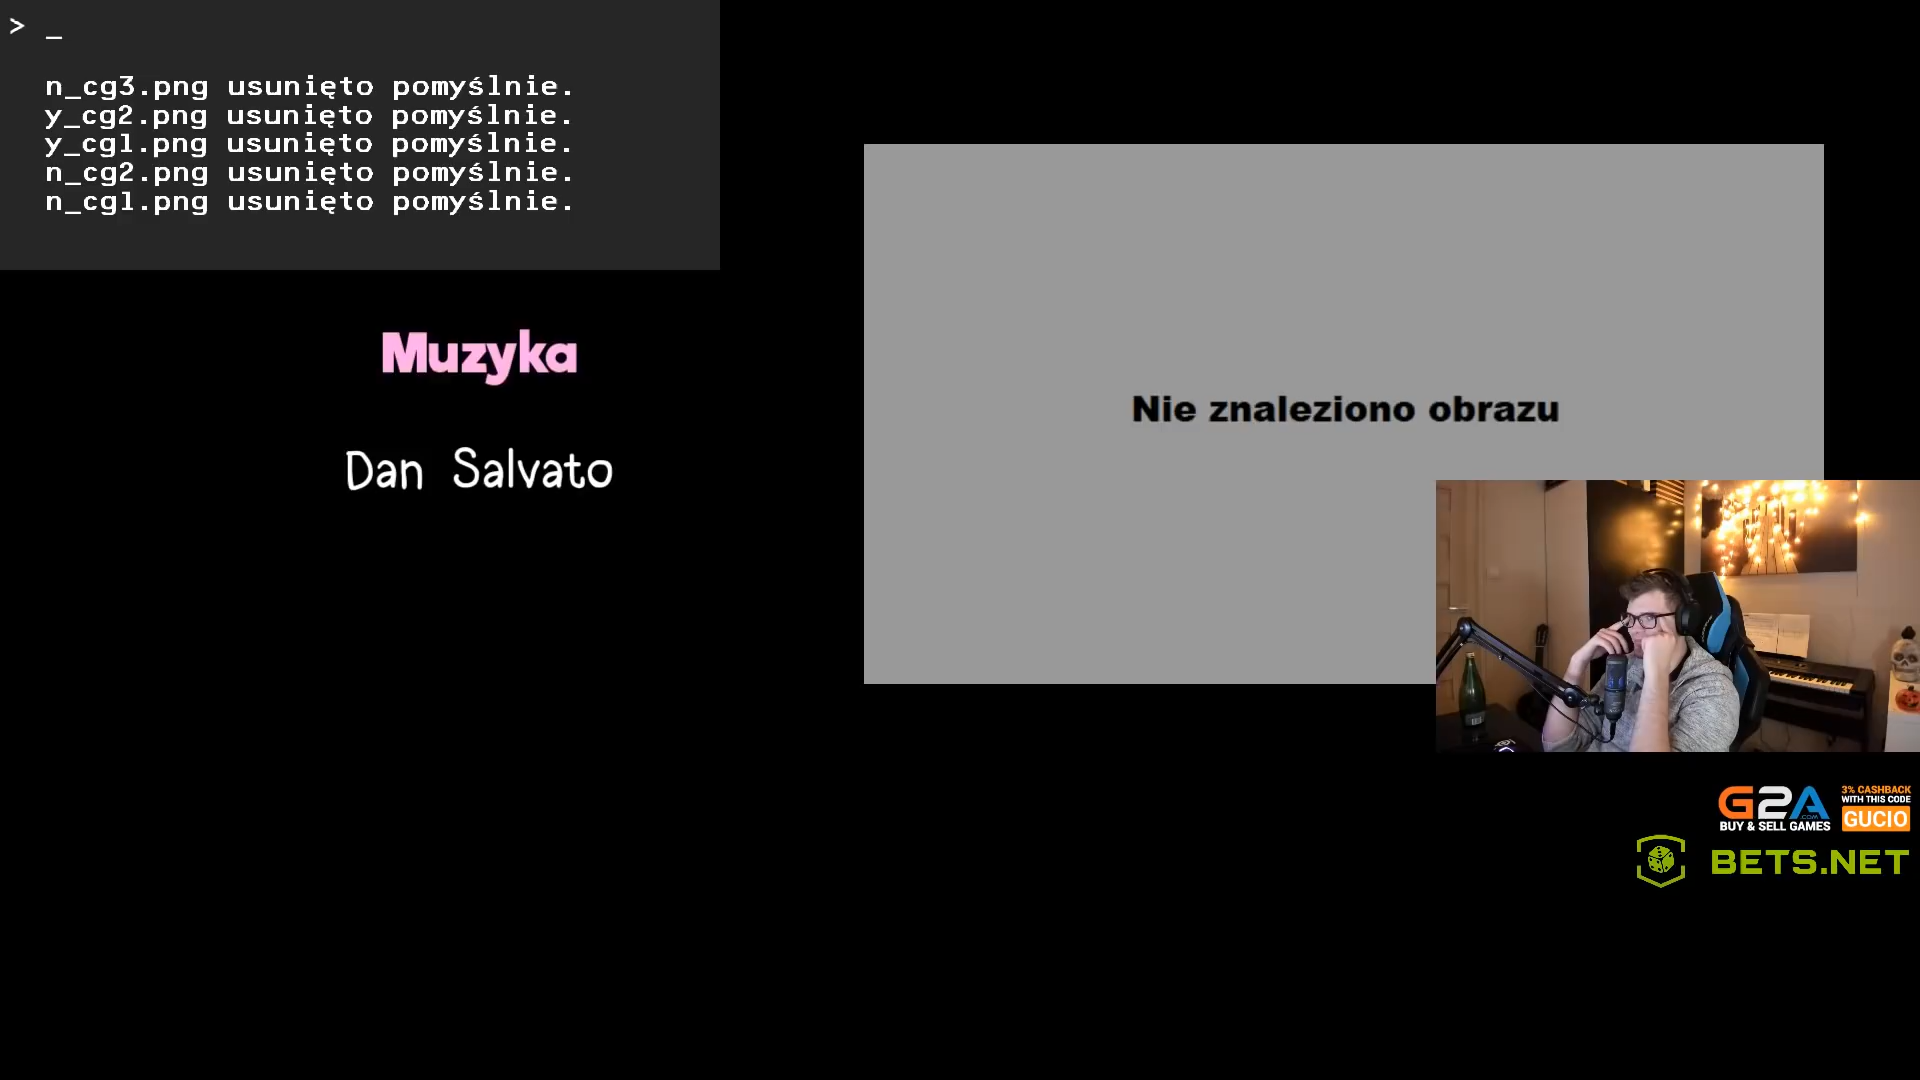 > _
n_cg3.png usunięto pomyślnie.
y_cg2.png usunięto pomyślnie.
y_cg1.png usunięto pomyślnie.
n_cg2.png usunięto pomyślnie.
n_cg1.png usunięto pomyślnie.
Muzyka
Dan Salvato
Nie znaleziono obrazu
G2A.COM
BUY & SELL GAMES
3% CASHBACK
WITH THIS CODE
GUCIO
BETS.NET